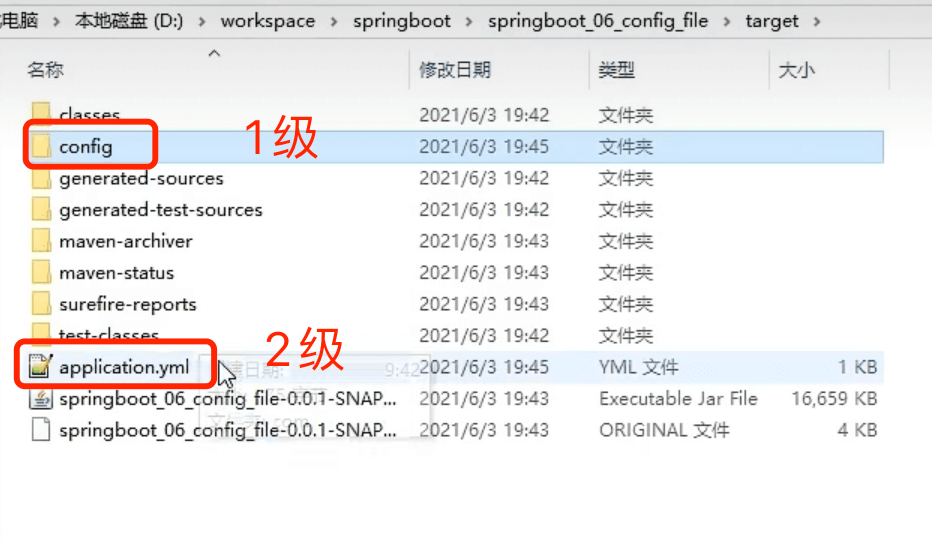 电脑 › 本地磁盘 (D:) › workspace › springboot › springboot_06_config_file › target ›
名称 修改日期 类型 大小
classes 2021/6/3 19:42 文件夹
config 1级 2021/6/3 19:45 文件夹
generated-sources 2021/6/3 19:42 文件夹
generated-test-sources 2021/6/3 19:42 文件夹
maven-archiver 2021/6/3 19:43 文件夹
maven-status 2021/6/3 19:43 文件夹
surefire-reports 2021/6/3 19:43 文件夹
test-classes 2021/6/3 19:42 文件夹
application.yml 2级 2021/6/3 19:45 YML 文件 1 KB
springboot_06_config_file-0.0.1-SNAP... 2021/6/3 19:43 Executable Jar File 16,659 KB
springboot_06_config_file-0.0.1-SNAP... 2021/6/3 19:43 ORIGINAL 文件 4 KB